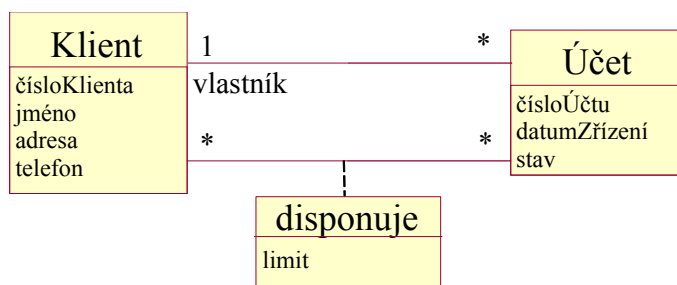 Klient
čísloKlienta
jméno
adresa
telefon
1
*
vlastník
*
*
Účet
čísloÚčtu
datumZřízení
stav
disponuje
limit